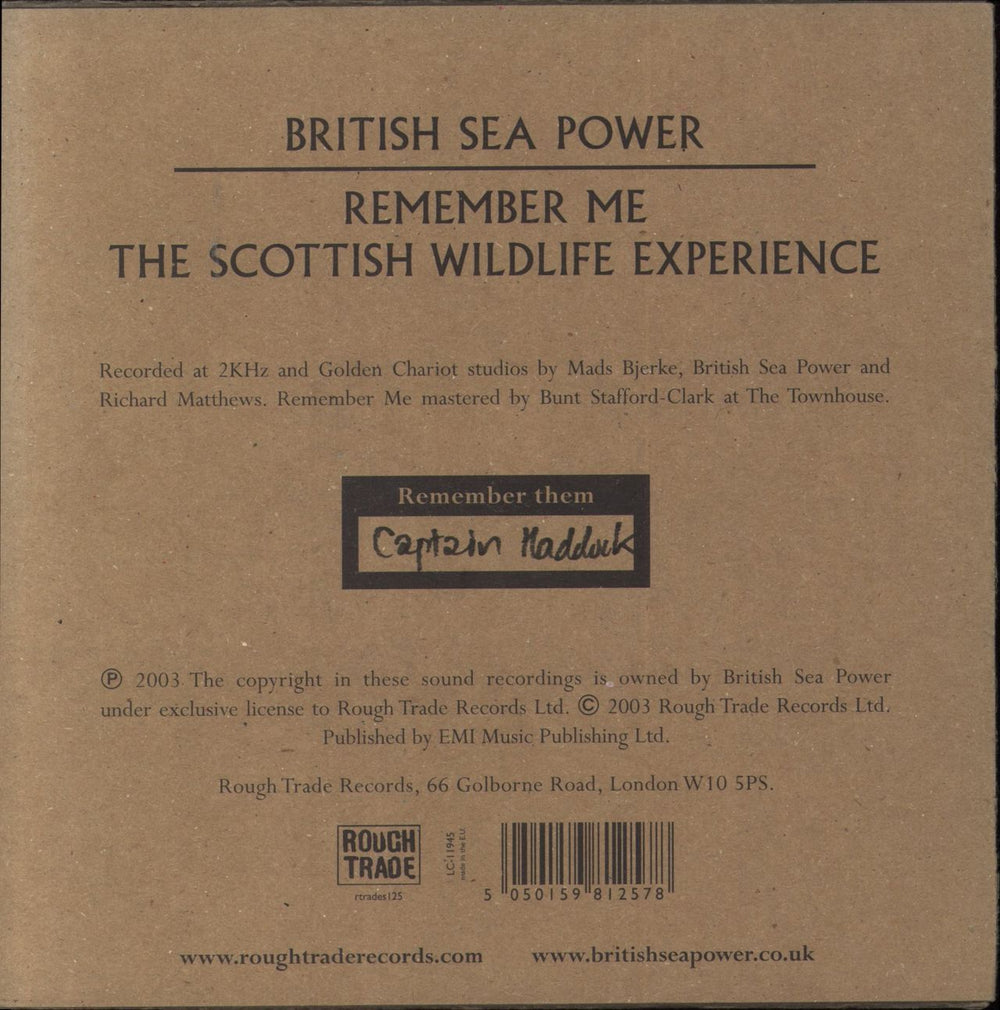 BRITISH SEA POWER
REMEMBER ME
THE SCOTTISH WILDLIFE EXPERIENCE
Recorded at 2KHz and Golden Chariot studios by Mads Bjerke, British Sea Power and
Richard Matthews. Remember Me mastered by Bunt Stafford-Clark at The Townhouse.
Remember them
Captain Haddock
Ⓟ 2003 The copyright in these sound recordings is owned by British Sea Power
under exclusive license to Rough Trade Records Ltd. © 2003 Rough Trade Records Ltd.
Published by EMI Music Publishing Ltd.
Rough Trade Records, 66 Golborne Road, London W10 5PS.
ROUGH
TRADE
rtrades125
LC-11945
made in the E.U.
5 050159 812578
www.roughtraderecords.com www.britishseapower.co.uk